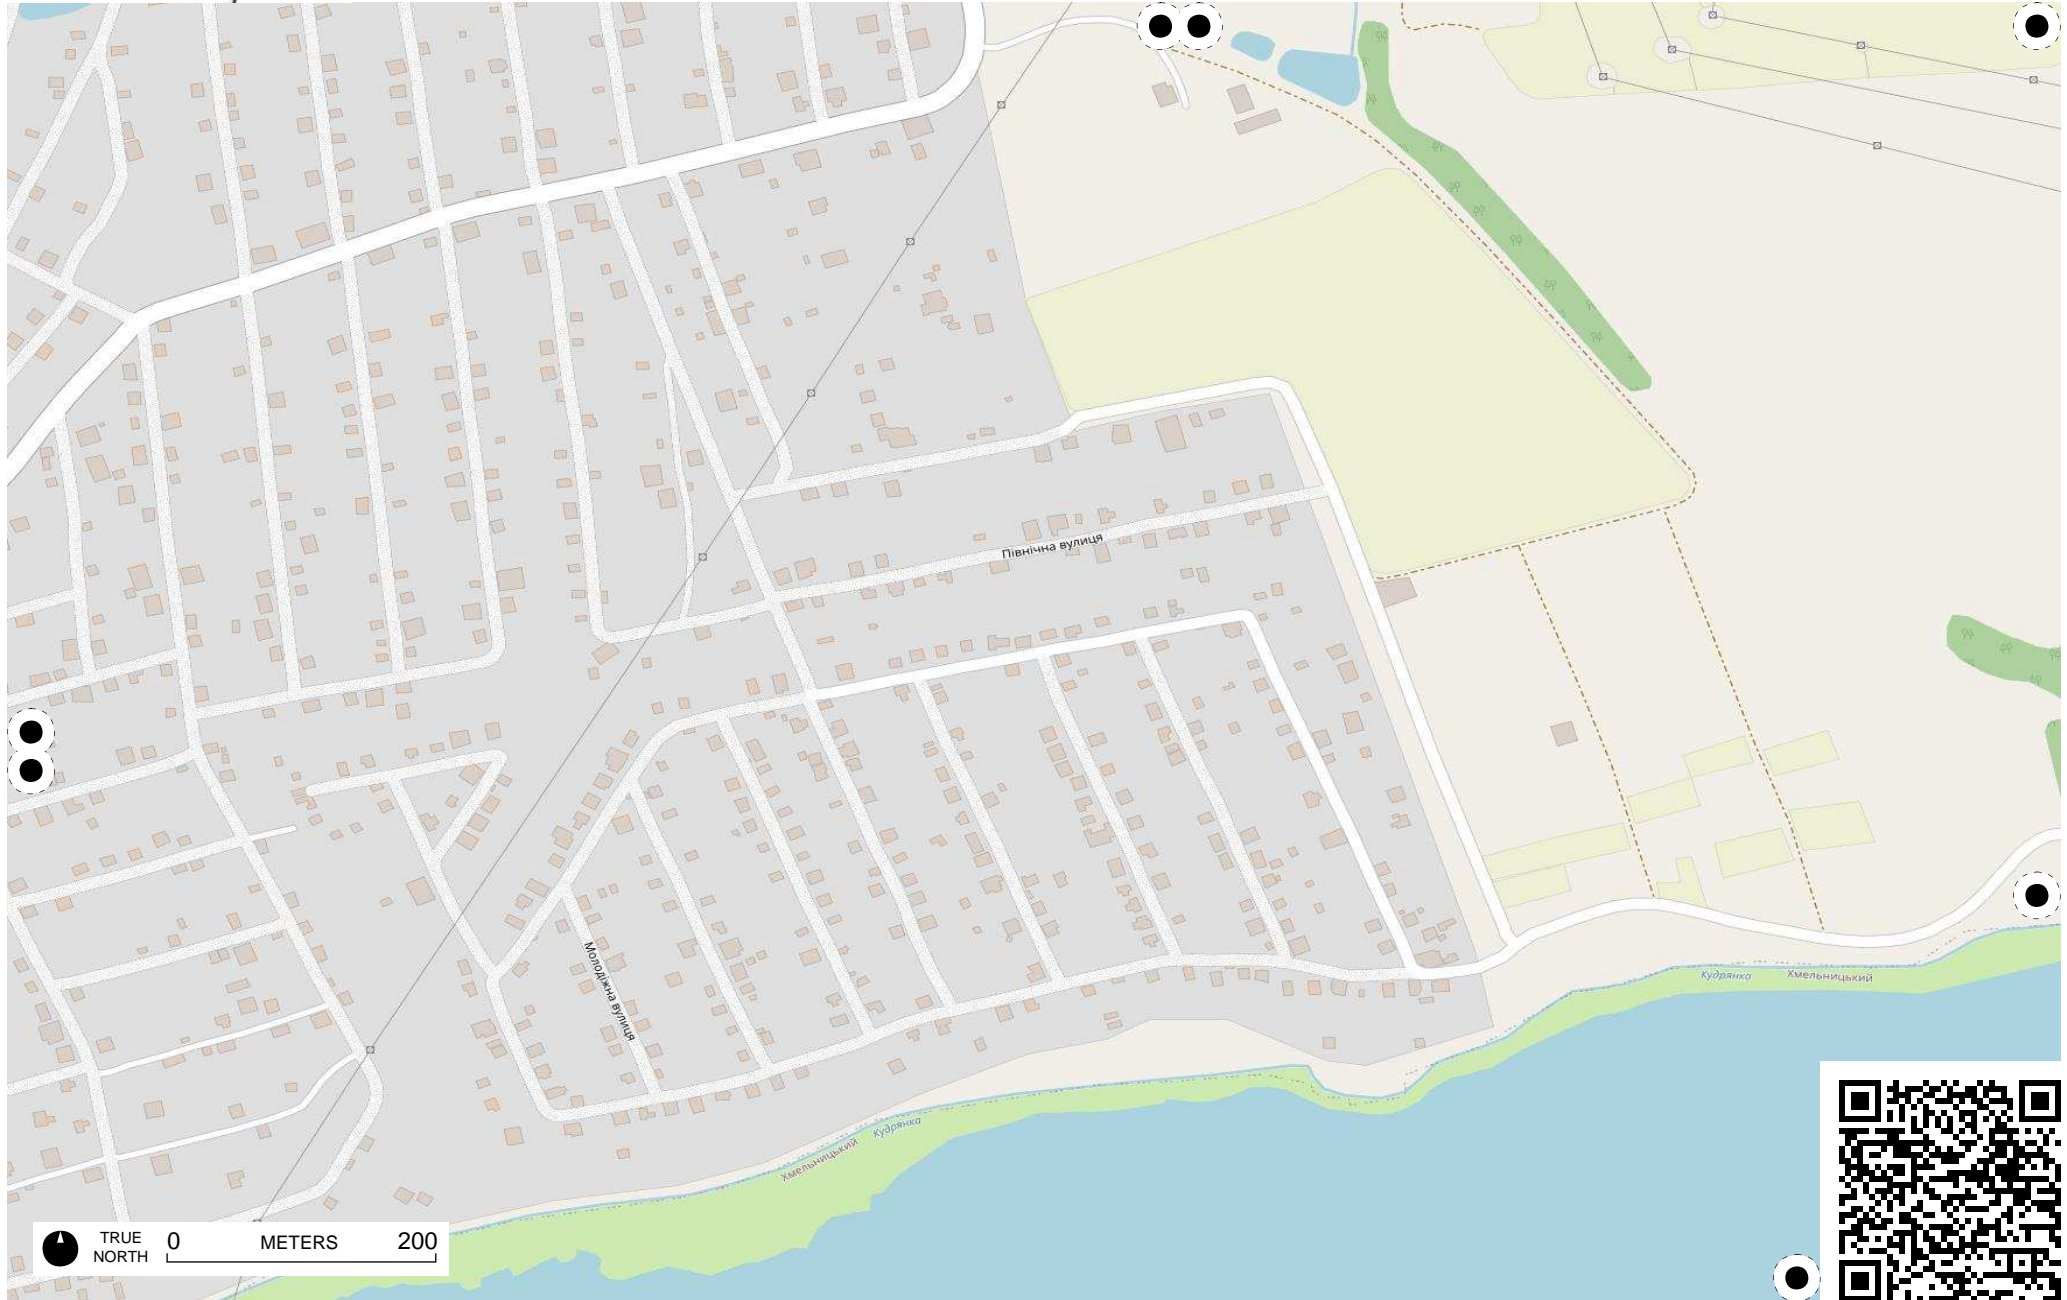 Північна вулиця
Молодіжна вулиця
Кудрянка
Хмельницький
Хмельницький
Кудрянка
TRUE NORTH
0 METERS 200